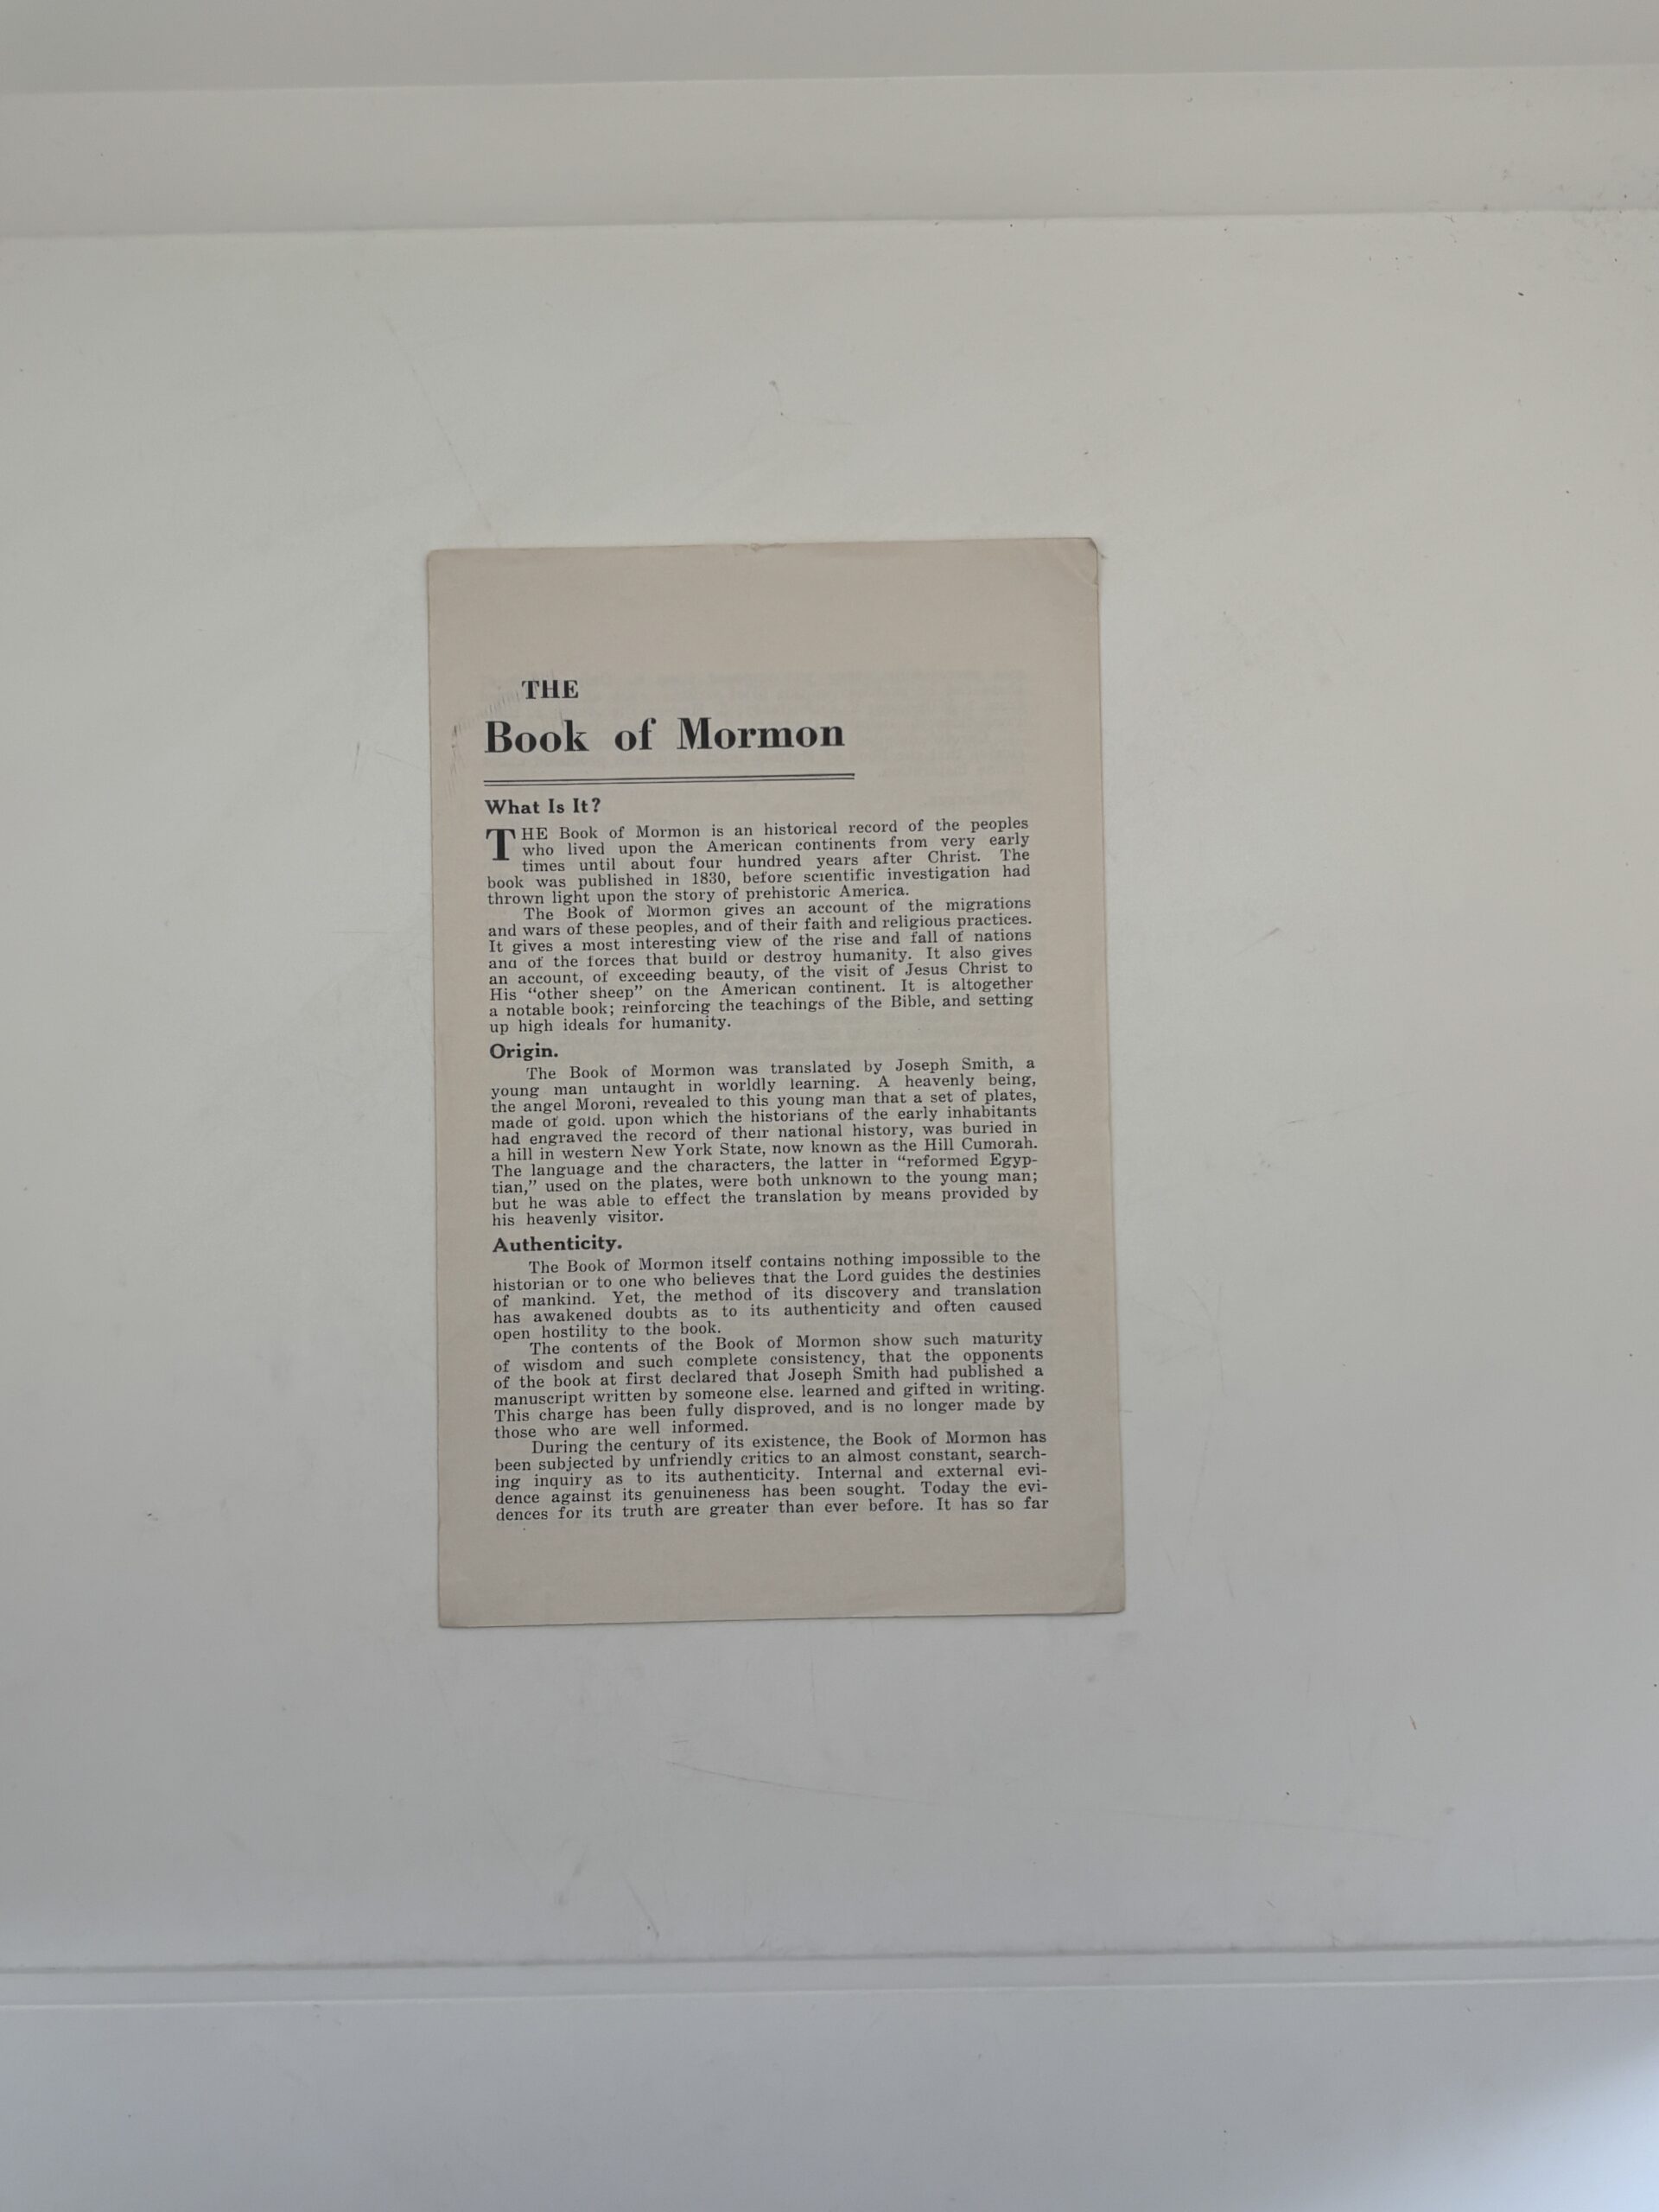 THE
Book of Mormon
What Is It?
THE Book of Mormon is an historical record of the peoples
who lived upon the American continents from very early
times until about four hundred years after Christ. The
book was published in 1830, before scientific investigation had
thrown light upon the story of prehistoric America.
The Book of Mormon gives an account of the migrations
and wars of these peoples, and of their faith and religious practices.
It gives a most interesting view of the rise and fall of nations
and of the forces that build or destroy humanity. It also gives
an account, of exceeding beauty, of the visit of Jesus Christ to
His “other sheep” on the American continent. It is altogether
a notable book; reinforcing the teachings of the Bible, and setting
up high ideals for humanity.
Origin.
The Book of Mormon was translated by Joseph Smith, a
young man untaught in worldly learning. A heavenly being,
the angel Moroni, revealed to this young man that a set of plates,
made of gold. upon which the historians of the early inhabitants
had engraved the record of their national history, was buried in
a hill in western New York State, now known as the Hill Cumorah.
The language and the characters, the latter in “reformed Egyp-
tian,” used on the plates, were both unknown to the young man;
but he was able to effect the translation by means provided by
his heavenly visitor.
Authenticity.
The Book of Mormon itself contains nothing impossible to the
historian or to one who believes that the Lord guides the destinies
of mankind. Yet, the method of its discovery and translation
has awakened doubts as to its authenticity and often caused
open hostility to the book.
The contents of the Book of Mormon show such maturity
of wisdom and such complete consistency, that the opponents
of the book at first declared that Joseph Smith had published a
manuscript written by someone else. learned and gifted in writing.
This charge has been fully disproved, and is no longer made by
those who are well informed.
During the century of its existence, the Book of Mormon has
been subjected by unfriendly critics to an almost constant, search-
ing inquiry as to its authenticity. Internal and external evi-
dence against its genuineness has been sought. Today the evi-
dences for its truth are greater than ever before. It has so far